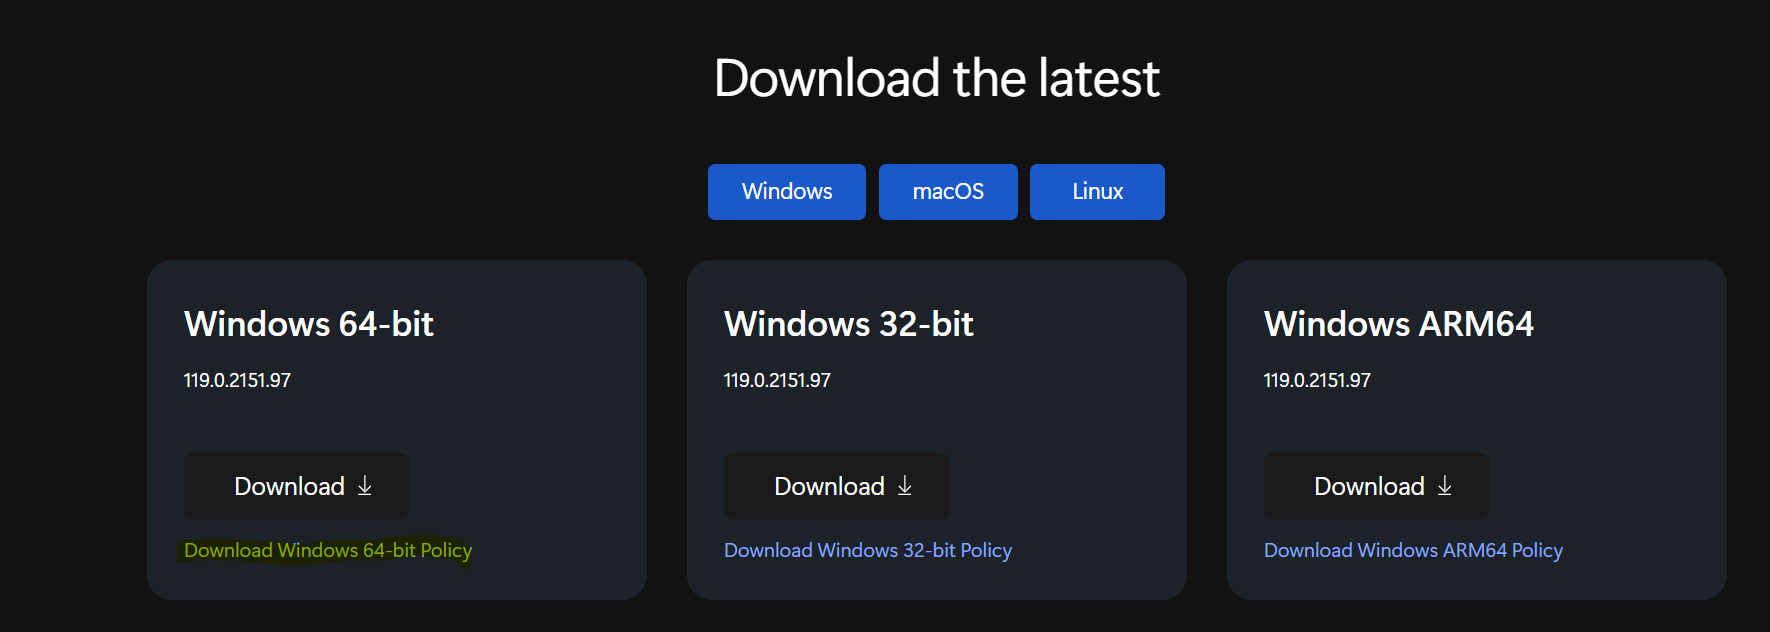 Download the latest
Windows macOS Linux
Windows 64-bit
119.0.2151.97
Download
Download Windows 64-bit Policy
Windows 32-bit
119.0.2151.97
Download
Download Windows 32-bit Policy
Windows ARM64
119.0.2151.97
Download
Download Windows ARM64 Policy